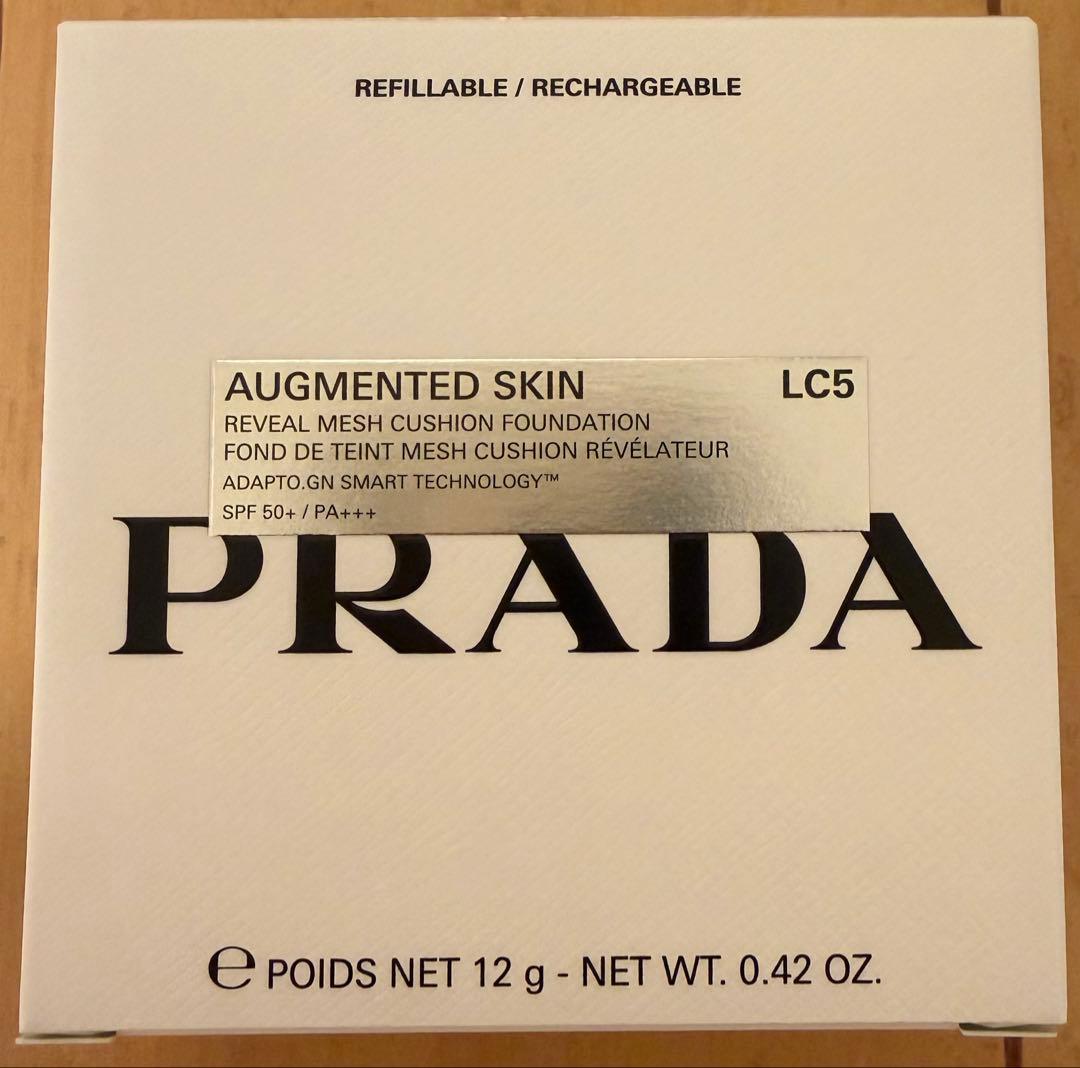 REFILLABLE / RECHARGEABLE
AUGMENTED SKIN LC5
REVEAL MESH CUSHION FOUNDATION
FOND DE TEINT MESH CUSHION RÉVÉLATEUR
ADAPTO.GN SMART TECHNOLOGY™
SPF 50+ / PA+++
PRADA
℮ POIDS NET 12 g - NET WT. 0.42 OZ.